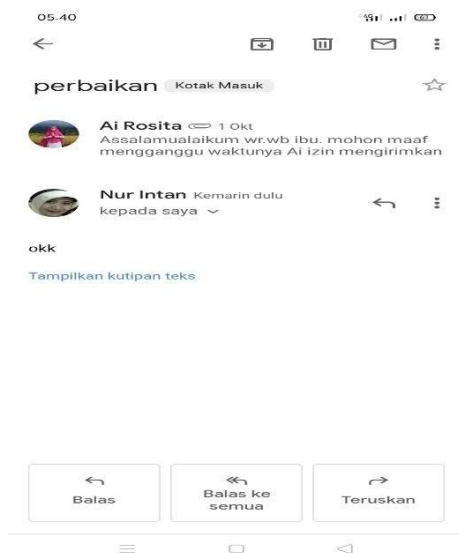 05.40
perbaikan Kotak Masuk
Ai Rosita 1 Okt
Assalamualaikum wr.wb ibu. mohon maaf
mengganggu waktunya Ai izin mengirimkan
Nur Intan Kemarin dulu
kepada saya
okk
Tampilkan kutipan teks
Balas
Balas ke
semua
Teruskan